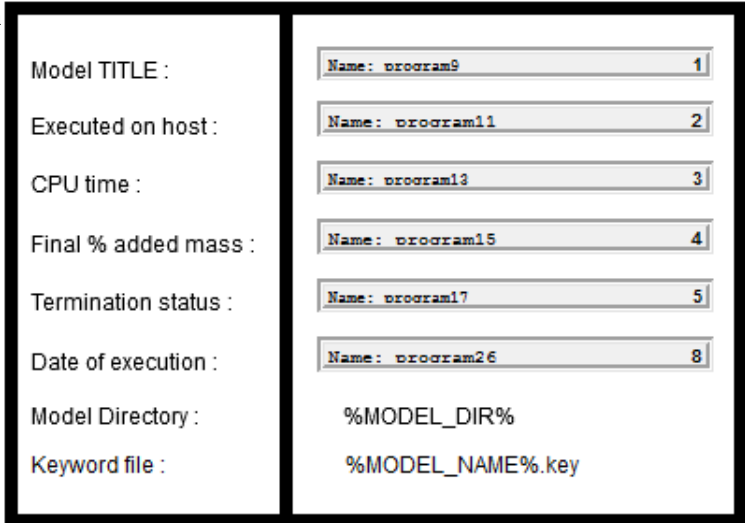 Model TITLE : Name: program9 1
Executed on host : Name: program11 2
CPU time : Name: program13 3
Final % added mass : Name: program15 4
Termination status : Name: program17 5
Date of execution : Name: program26 8
Model Directory : %MODEL_DIR%
Keyword file : %MODEL_NAME%.key